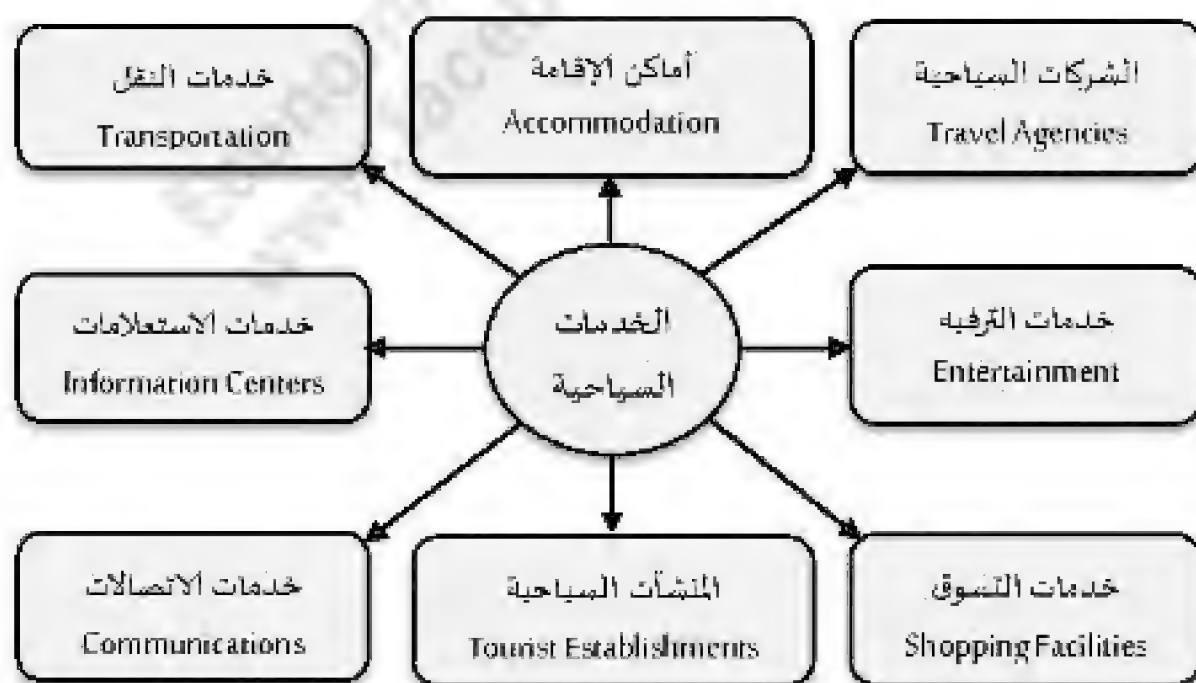 الشركات السياحية
Travel Agencies
أماكن الإقامة
Accommodation
خدمات النقل
Transportation
خدمات الترفيه
Entertainment
الخدمات
السياحية
خدمات الاستعلامات
Information Centers
خدمات التسوق
Shopping Facilities
المنشآت السياحية
Tourist Establishments
خدمات الاتصالات
Communications